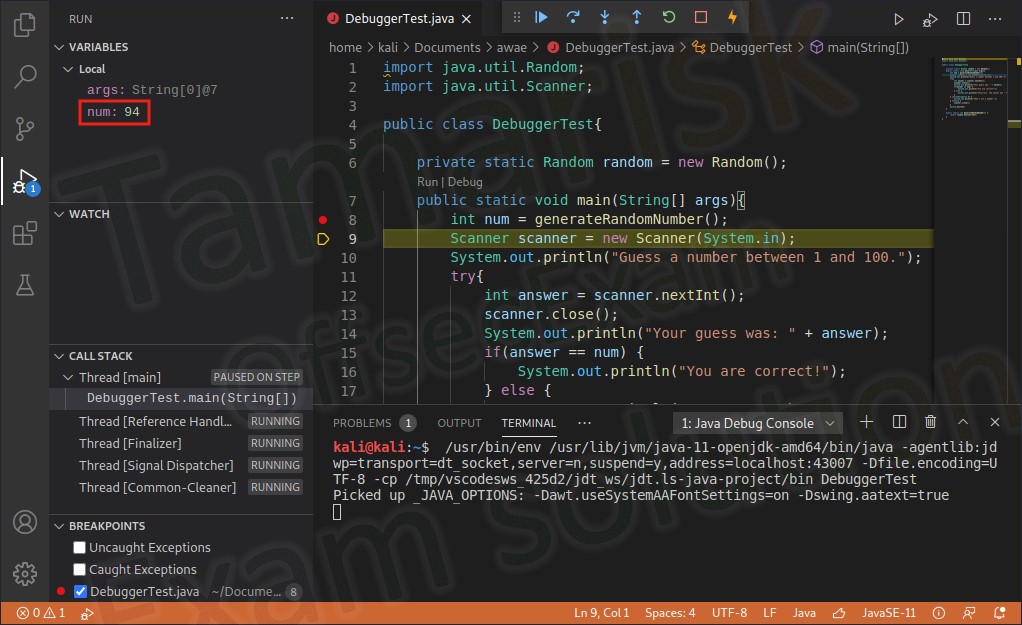 RUN
VARIABLES
Local
args: String[0]@7
num: 94
WATCH
CALL STACK
Thread [main] PAUSED ON STEP
DebuggerTest.main(String[])
Thread [Reference Handl... RUNNING
Thread [Finalizer] RUNNING
Thread [Signal Dispatcher] RUNNING
Thread [Common-Cleaner] RUNNING
BREAKPOINTS
Uncaught Exceptions
Caught Exceptions
DebuggerTest.java ~/Docume... 8
1
DebuggerTest.java
home > kali > Documents > awae > DebuggerTest.java > DebuggerTest > main(String[])
1 import java.util.Random;
2 import java.util.Scanner;
3
4 public class DebuggerTest{
5
6 private static Random random = new Random();
Run | Debug
7 public static void main(String[] args){
8 int num = generateRandomNumber();
9 Scanner scanner = new Scanner(System.in);
10 System.out.println("Guess a number between 1 and 100.");
11 try{
12 int answer = scanner.nextInt();
13 scanner.close();
14 System.out.println("Your guess was: " + answer);
15 if(answer == num) {
16 System.out.println("You are correct!");
17 } else {
PROBLEMS 1 OUTPUT TERMINAL ... 1: Java Debug Console
kali@kali:~$ /usr/bin/env /usr/lib/jvm/java-11-openjdk-amd64/bin/java -agentlib:jd
wp=transport=dt_socket,server=n,suspend=y,address=localhost:43007 -Dfile.encoding=U
TF-8 -cp /tmp/vscodesws_425d2/jdt_ws/jdt.ls-java-project/bin DebuggerTest
Picked up _JAVA_OPTIONS: -Dawt.useSystemAAFontSettings=on -Dswing.aatext=true
0 1 Ln 9, Col 1 Spaces: 4 UTF-8 LF Java JavaSE-11
Tamarisk
@Offsec Exam
Exam solution